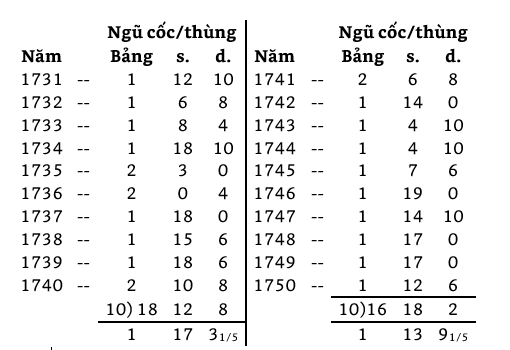 Ngũ cốc/thùng
Năm Bảng s. d.
1731 -- 1 12 10
1732 -- 1 6 8
1733 -- 1 8 4
1734 -- 1 18 10
1735 -- 2 3 0
1736 -- 2 0 4
1737 -- 1 18 0
1738 -- 1 15 6
1739 -- 1 18 6
1740 -- 2 10 8
10) 18 12 8
1 17 3 1/5
Ngũ cốc/thùng
Năm Bảng s. d.
1741 -- 2 6 8
1742 -- 1 14 0
1743 -- 1 4 10
1744 -- 1 4 10
1745 -- 1 7 6
1746 -- 1 19 0
1747 -- 1 14 10
1748 -- 1 17 0
1749 -- 1 17 0
1750 -- 1 12 6
10)16 18 2
1 13 9 1/5